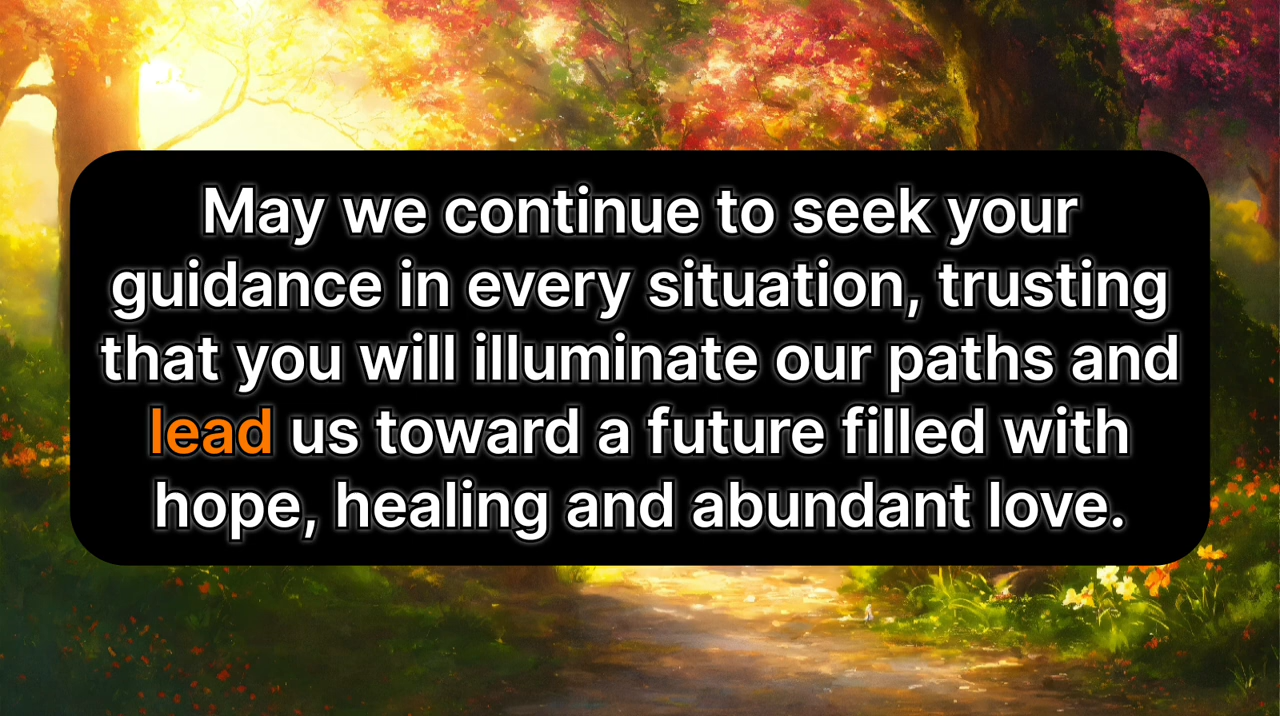 May we continue to seek your
guidance in every situation, trusting
that you will illuminate our paths and
lead us toward a future filled with
hope, healing and abundant love.